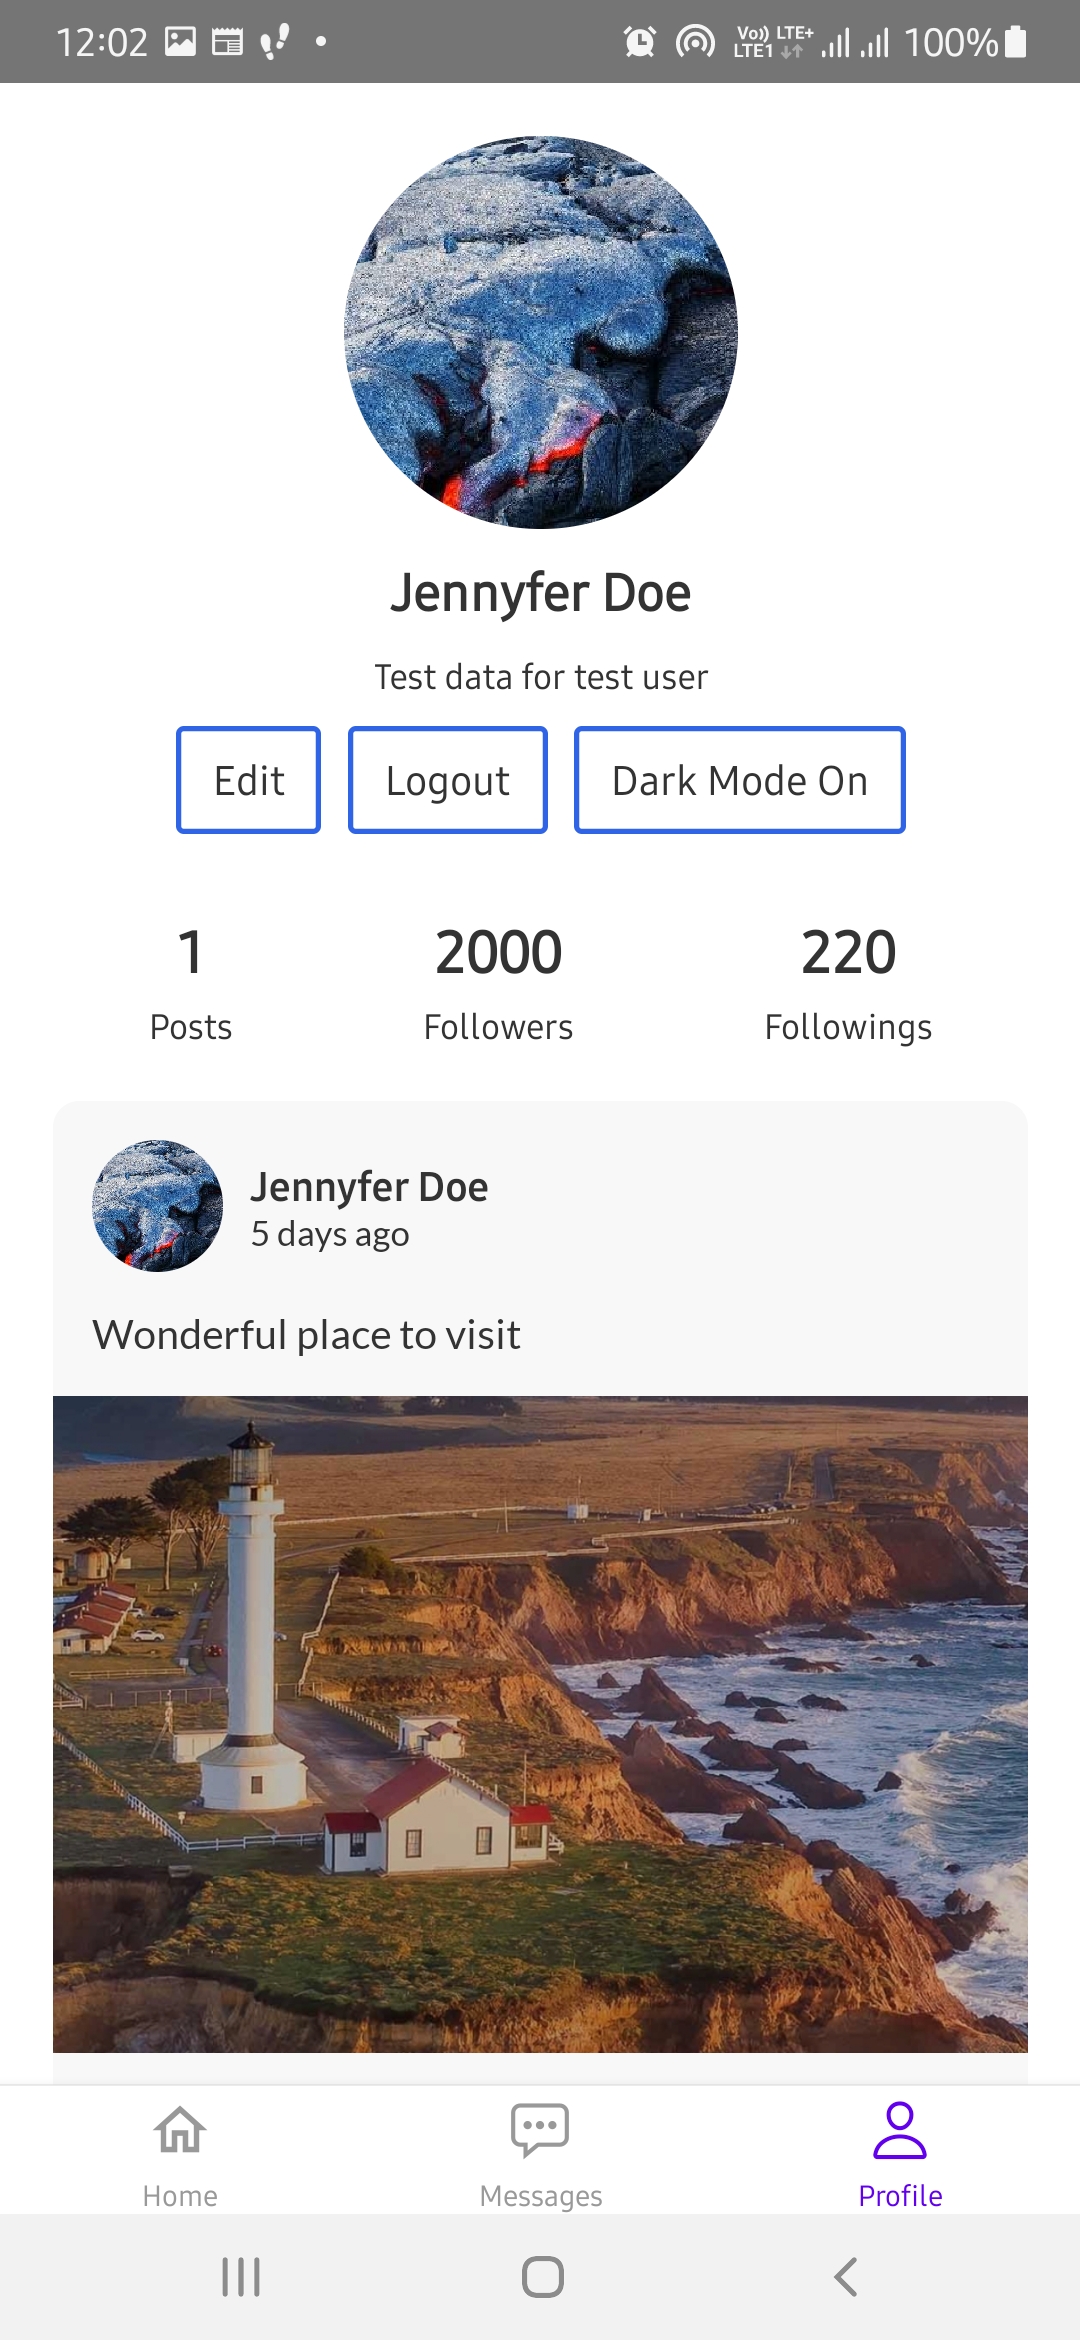 12:02 Vo)) LTE+ LTE1 100%
Jennyfer Doe
Test data for test user
Edit Logout Dark Mode On
1 2000 220
Posts Followers Followings
Jennyfer Doe
5 days ago
Wonderful place to visit
Home Messages Profile